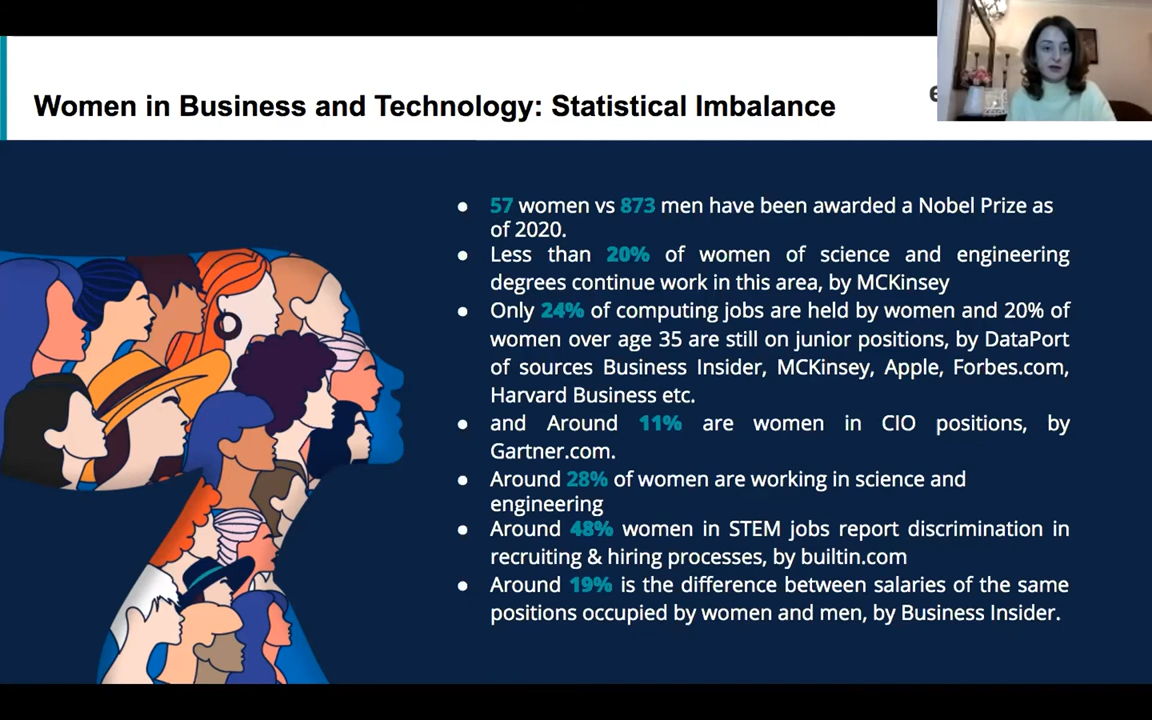 Women in Business and Technology: Statistical Imbalance
e
● 57 women vs 873 men have been awarded a Nobel Prize as
of 2020.
● Less than 20% of women of science and engineering
degrees continue work in this area, by MCKinsey
● Only 24% of computing jobs are held by women and 20% of
women over age 35 are still on junior positions, by DataPort
of sources Business Insider, MCKinsey, Apple, Forbes.com,
Harvard Business etc.
● and Around 11% are women in CIO positions, by
Gartner.com.
● Around 28% of women are working in science and
engineering
● Around 48% women in STEM jobs report discrimination in
recruiting & hiring processes, by builtin.com
● Around 19% is the difference between salaries of the same
positions occupied by women and men, by Business Insider.